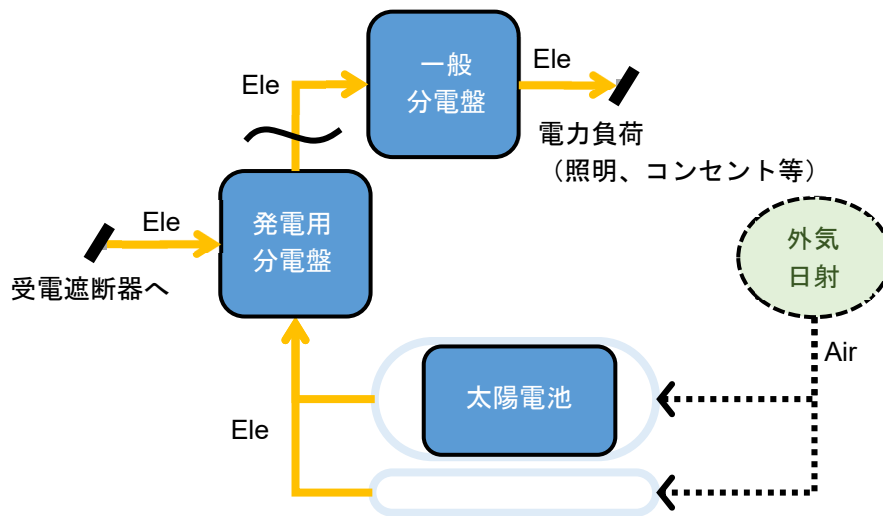 一般
分電盤
Ele
Ele
電力負荷
（照明、コンセント等）
発電用
分電盤
Ele
受電遮断器へ
外気
日射
Air
太陽電池
Ele